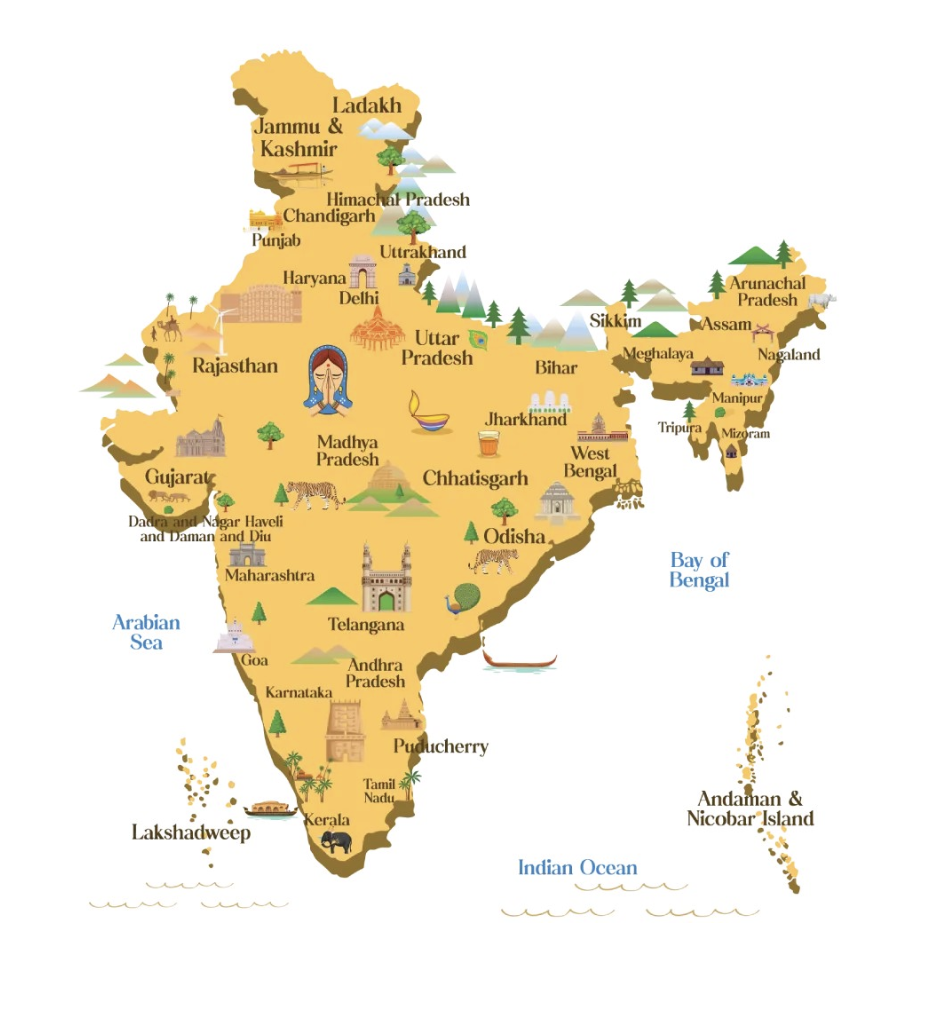 Ladakh
Jammu &
Kashmir
Himachal Pradesh
Chandigarh
Punjab
Uttrakhand
Haryana
Delhi
Arunachal
Pradesh
Sikkim
Assam
Uttar
Pradesh
Rajasthan
Bihar
Meghalaya
Nagaland
Manipur
Jharkhand
Tripura
Mizoram
Madhya
Pradesh
West
Bengal
Gujarat
Chhatisgarh
Dadra and Nagar Haveli
and Daman and Diu
Odisha
Maharashtra
Bay of
Bengal
Arabian
Sea
Telangana
Goa
Andhra
Pradesh
Karnataka
Puducherry
Tamil
Nadu
Andaman &
Nicobar Island
Kerala
Lakshadweep
Indian Ocean